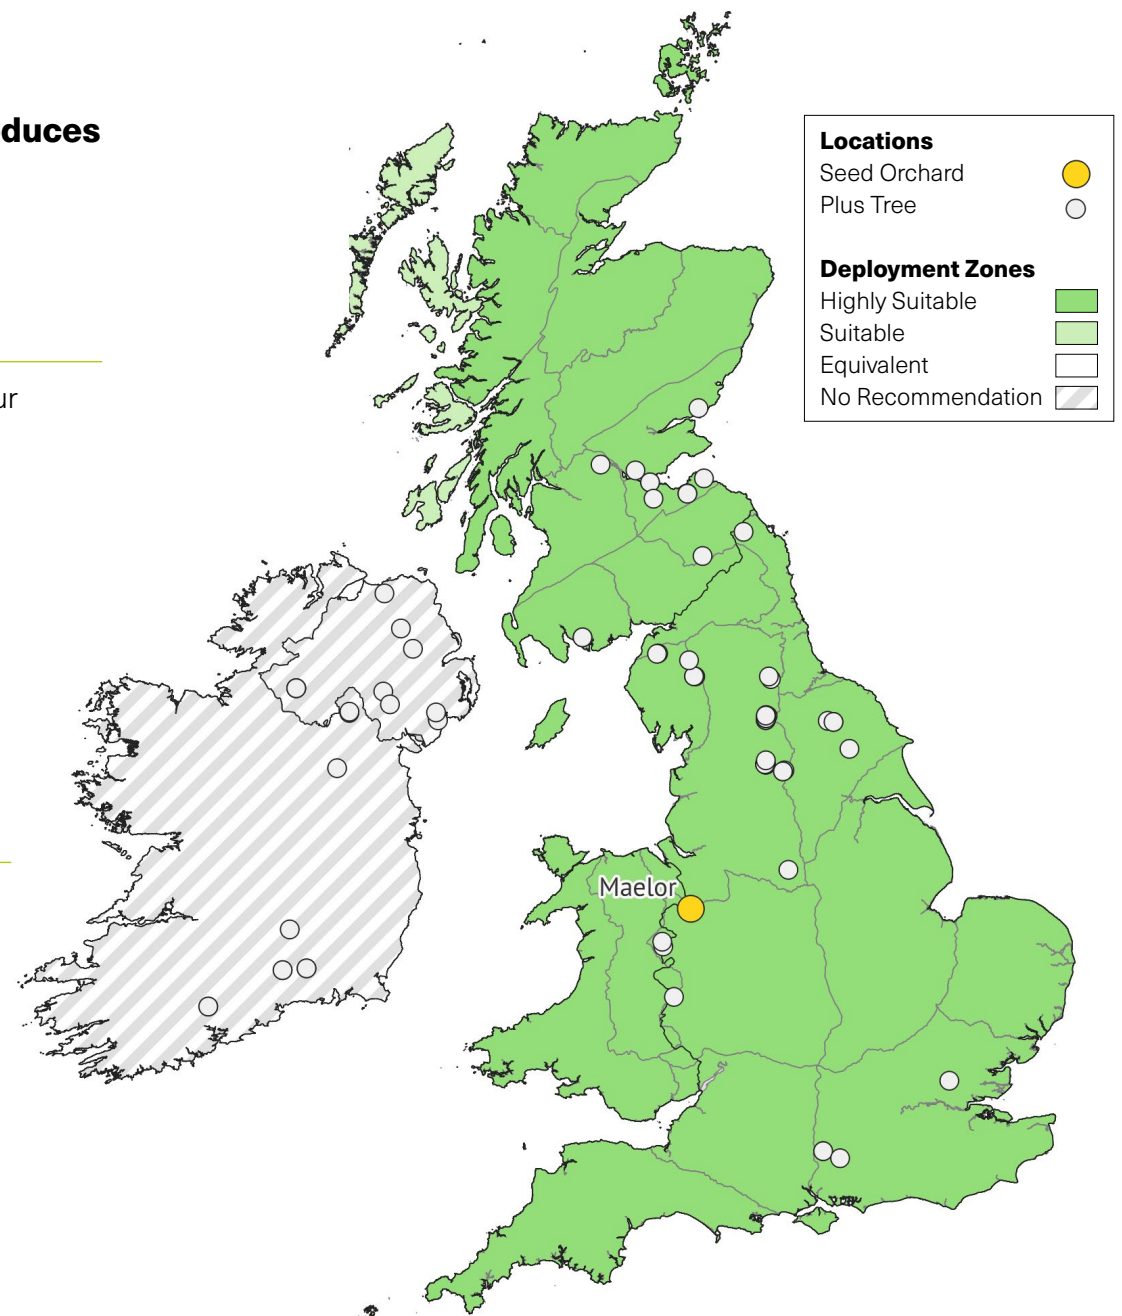 duces
ur
Locations
Seed Orchard
Plus Tree
Deployment Zones
Highly Suitable
Suitable
Equivalent
No Recommendation
Maelor